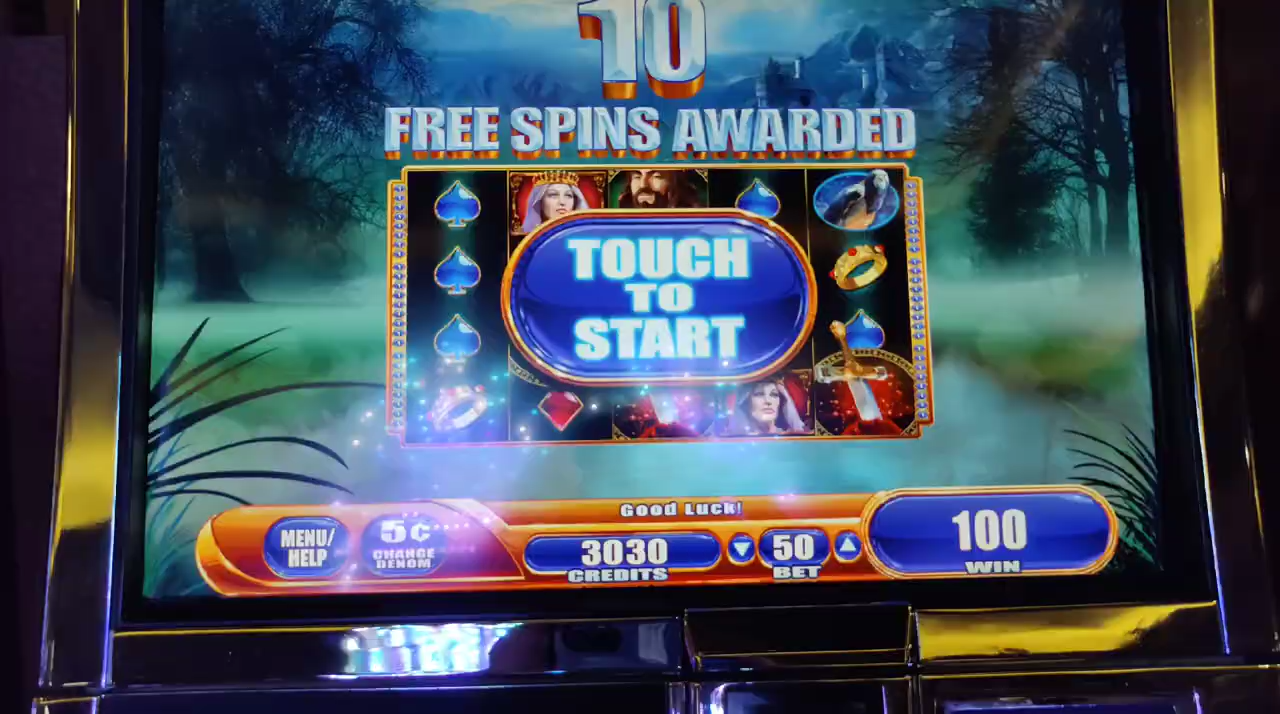 10
FREE SPINS AWARDED
TOUCH
TO
START
Good Luck!
MENU/
HELP
5¢
CHANGE
DENOM
3030
CREDITS
50
BET
100
WIN